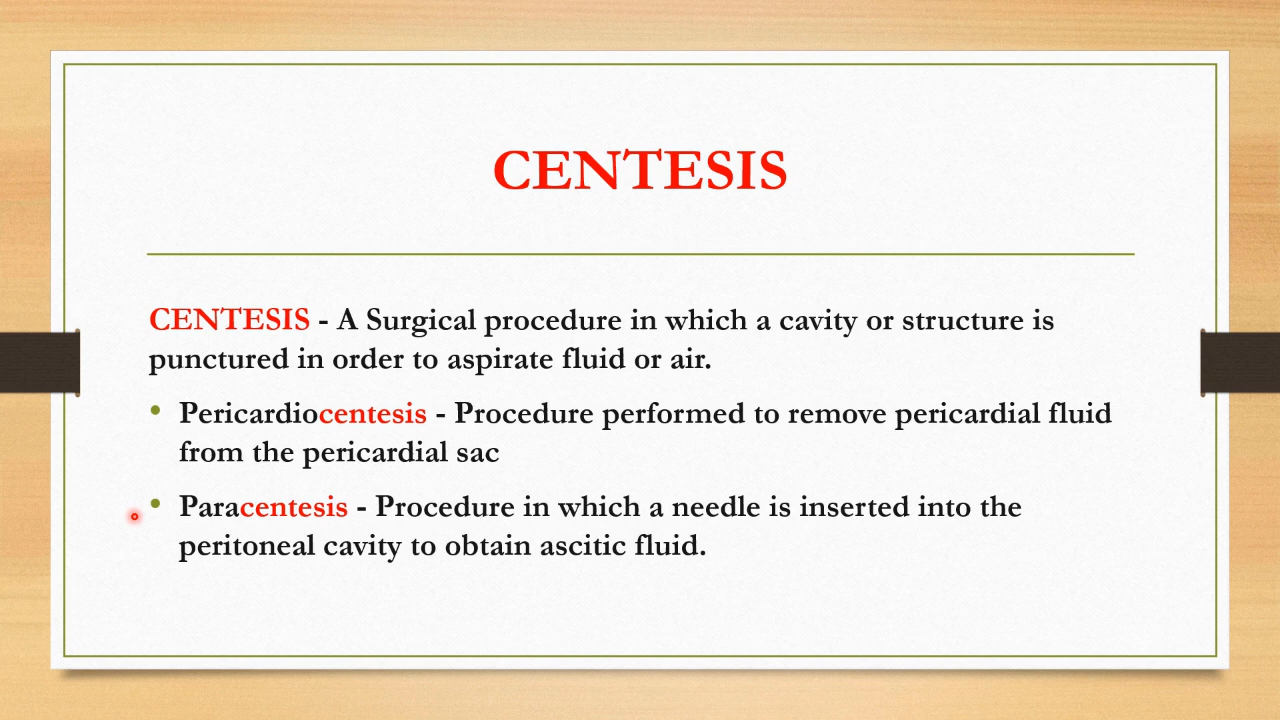 CENTESIS
CENTESIS - A Surgical procedure in which a cavity or structure is
punctured in order to aspirate fluid or air.
• Pericardiocentesis - Procedure performed to remove pericardial fluid
from the pericardial sac
• Paracentesis - Procedure in which a needle is inserted into the
peritoneal cavity to obtain ascitic fluid.